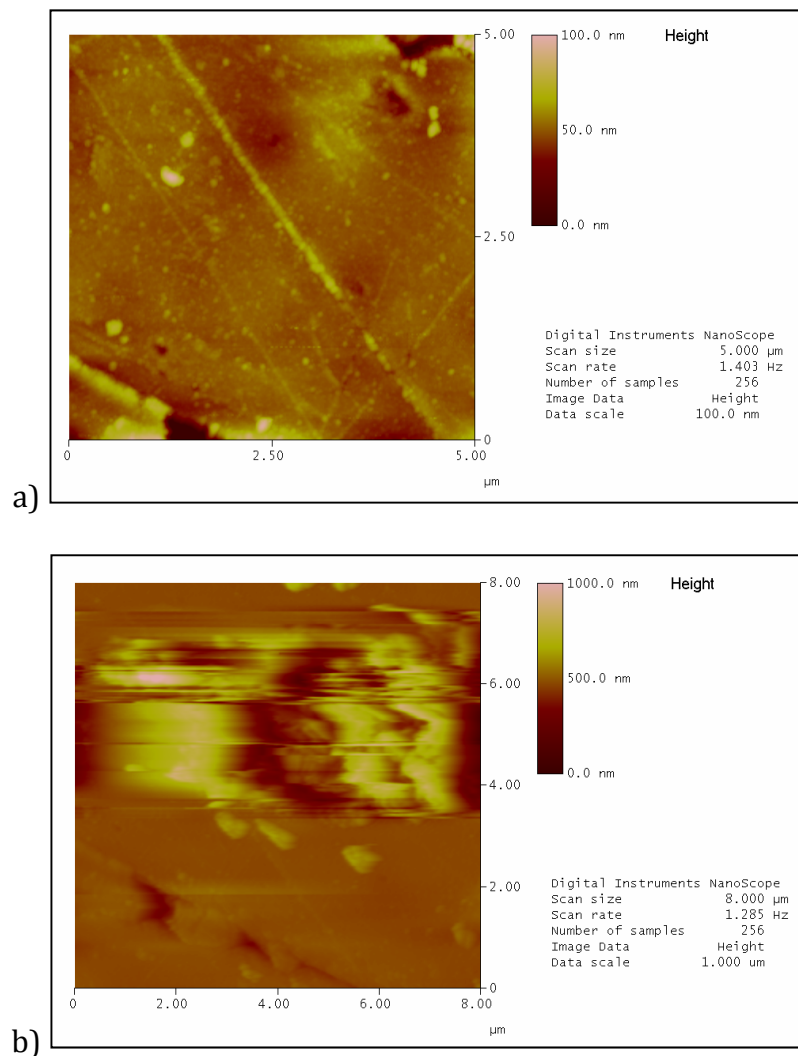 5.00
100.0 nm
Height
50.0 nm
2.50
0.0 nm
Digital Instruments NanoScope
Scan size 5.000 µm
Scan rate 1.403 Hz
Number of samples 256
Image Data Height
Data scale 100.0 nm
0
0 2.50 5.00
µm
a)
8.00
1000.0 nm
Height
6.00
500.0 nm
4.00
0.0 nm
2.00
Digital Instruments NanoScope
Scan size 8.000 µm
Scan rate 1.285 Hz
Number of samples 256
Image Data Height
Data scale 1.000 um
0
0 2.00 4.00 6.00 8.00
µm
b)